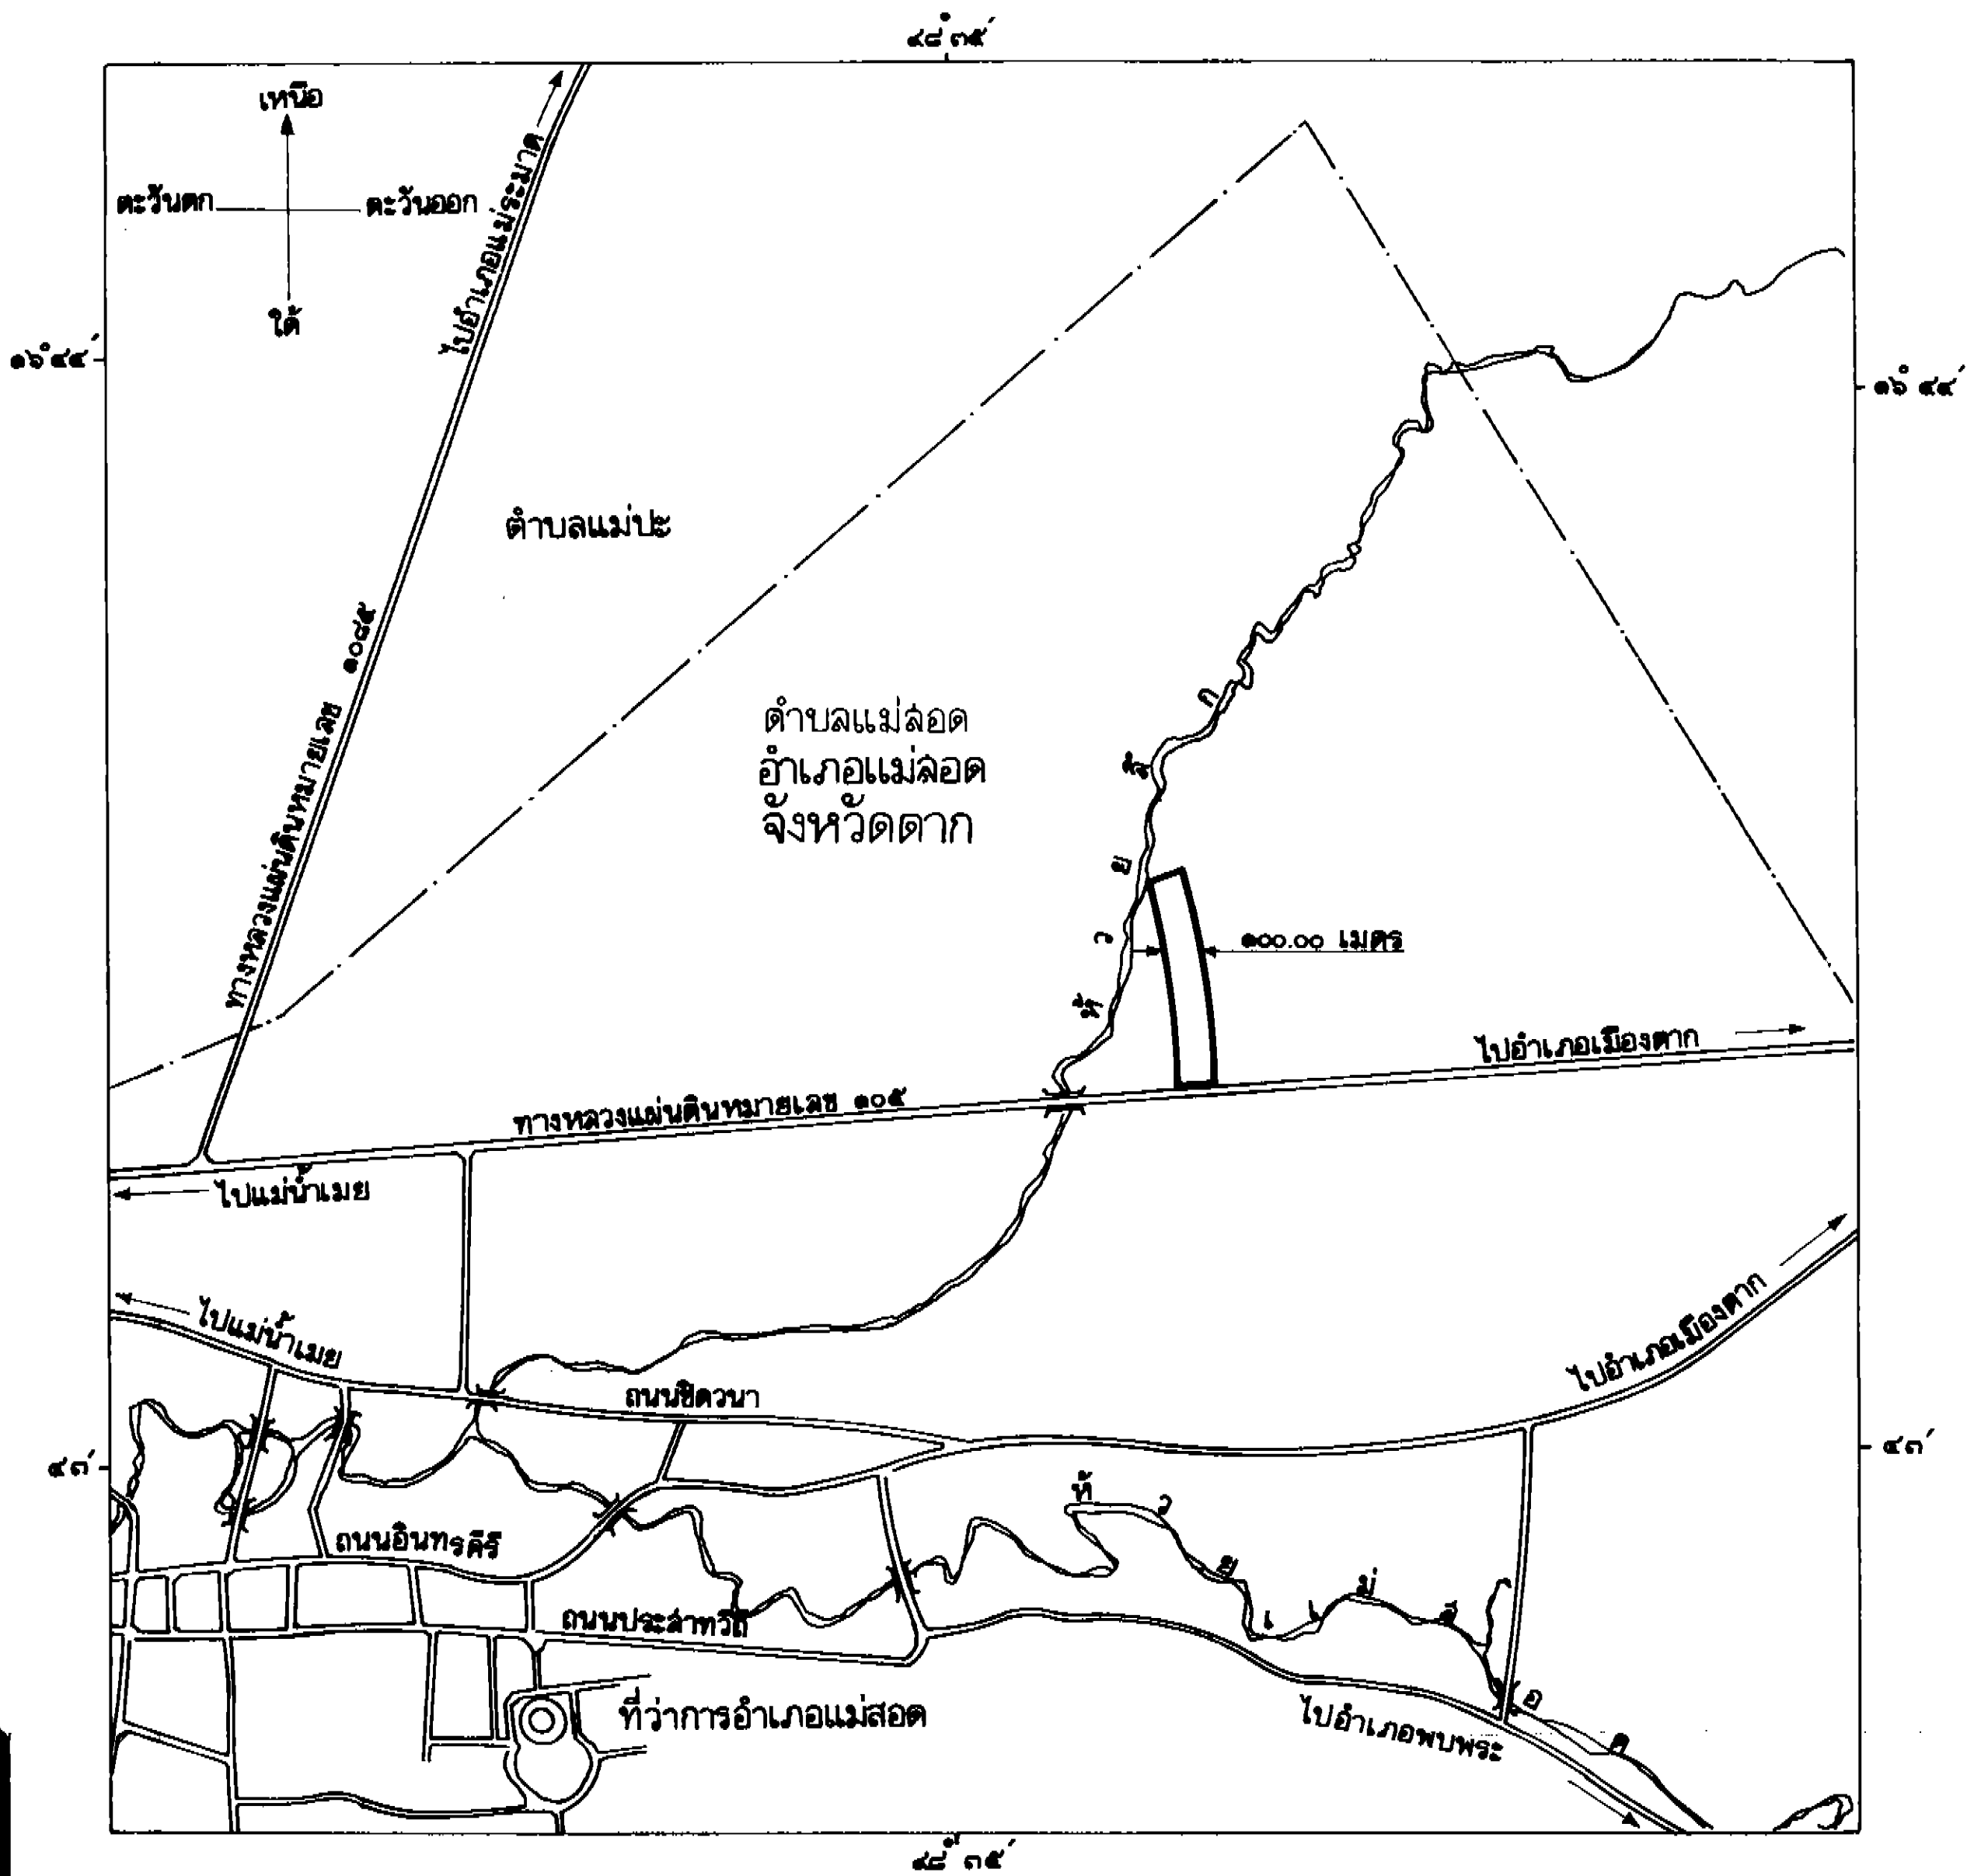 ๙๘° ๓๕′
เหนือ
ตะวันตก
ตะวันออก
ใต้
ไปอำเภอแม่ระมาด
๑๖° ๔๔′
๑๖° ๔๔′
ตำบลแม่ปะ
ทางหลวงแผ่นดินหมายเลข ๑๐๘๕
ตำบลแม่สอด
อำเภอแม่สอด
จังหวัดตาก
๑๐๐.๐๐ เมตร
ไปอำเภอเมืองตาก
ทางหลวงแผ่นดินหมายเลข ๑๐๕
ไปแม่น้ำเมย
ไปแม่น้ำเมย
ไปอำเภอเมืองตาก
ถนนชิดวนา
๔๓′
๔๓′
ถนนอินทรคีรี
ห้วยแม่สอด
ถนนประสาทวิถี
ที่ว่าการอำเภอแม่สอด
ไปอำเภอพบพระ
๙๘° ๓๕′